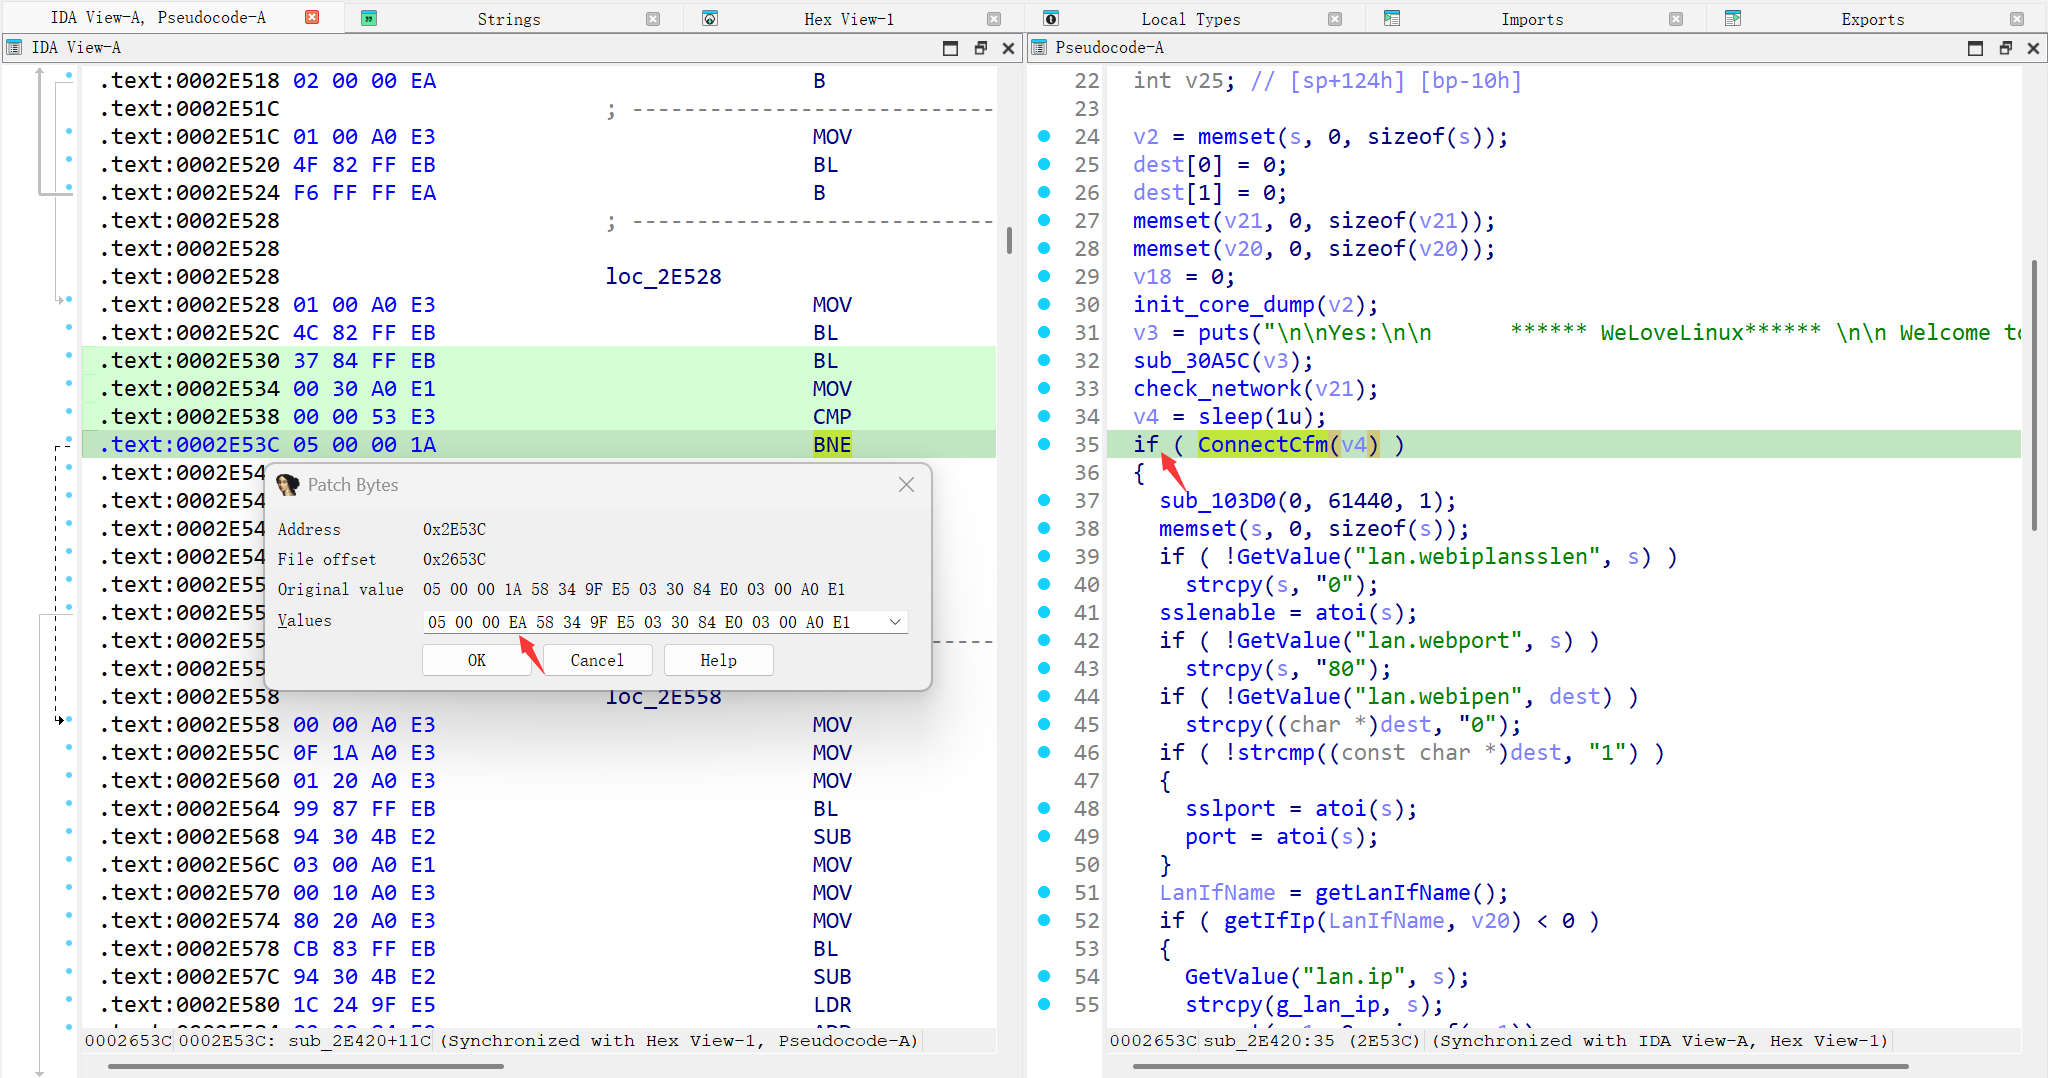 IDA View-A, Pseudocode-A
Strings
Hex View-1
Local Types
Imports
Exports
IDA View-A
.text:0002E518 02 00 00 EA B
.text:0002E51C ; ----------------------------
.text:0002E51C 01 00 A0 E3 MOV
.text:0002E520 4F 82 FF EB BL
.text:0002E524 F6 FF FF EA B
.text:0002E528 ; ----------------------------
.text:0002E528
.text:0002E528 loc_2E528
.text:0002E528 01 00 A0 E3 MOV
.text:0002E52C 4C 82 FF EB BL
.text:0002E530 37 84 FF EB BL
.text:0002E534 00 30 A0 E1 MOV
.text:0002E538 00 00 53 E3 CMP
.text:0002E53C 05 00 00 1A BNE
.text:0002E54
.text:0002E54
.text:0002E54
.text:0002E54
.text:0002E55
.text:0002E55
.text:0002E55
.text:0002E55
.text:0002E558 loc_2E558
.text:0002E558 00 00 A0 E3 MOV
.text:0002E55C 0F 1A A0 E3 MOV
.text:0002E560 01 20 A0 E3 MOV
.text:0002E564 99 87 FF EB BL
.text:0002E568 94 30 4B E2 SUB
.text:0002E56C 03 00 A0 E1 MOV
.text:0002E570 00 10 A0 E3 MOV
.text:0002E574 80 20 A0 E3 MOV
.text:0002E578 CB 83 FF EB BL
.text:0002E57C 94 30 4B E2 SUB
.text:0002E580 1C 24 9F E5 LDR
0002653C 0002E53C: sub_2E420+11C (Synchronized with Hex View-1, Pseudocode-A)
Patch Bytes
Address 0x2E53C
File offset 0x2653C
Original value 05 00 00 1A 58 34 9F E5 03 30 84 E0 03 00 A0 E1
Values 05 00 00 EA 58 34 9F E5 03 30 84 E0 03 00 A0 E1
OK Cancel Help
Pseudocode-A
22 int v25; // [sp+124h] [bp-10h]
23
24 v2 = memset(s, 0, sizeof(s));
25 dest[0] = 0;
26 dest[1] = 0;
27 memset(v21, 0, sizeof(v21));
28 memset(v20, 0, sizeof(v20));
29 v18 = 0;
30 init_core_dump(v2);
31 v3 = puts("\n\nYes:\n\n      ****** WeLoveLinux****** \n\n Welcome to
32 sub_30A5C(v3);
33 check_network(v21);
34 v4 = sleep(1u);
35 if ( ConnectCfm(v4) )
36 {
37 sub_103D0(0, 61440, 1);
38 memset(s, 0, sizeof(s));
39 if ( !GetValue("lan.webiplansslen", s) )
40 strcpy(s, "0");
41 sslenable = atoi(s);
42 if ( !GetValue("lan.webport", s) )
43 strcpy(s, "80");
44 if ( !GetValue("lan.webipen", dest) )
45 strcpy((char *)dest, "0");
46 if ( !strcmp((const char *)dest, "1") )
47 {
48 sslport = atoi(s);
49 port = atoi(s);
50 }
51 LanIfName = getLanIfName();
52 if ( getIfIp(LanIfName, v20) < 0 )
53 {
54 GetValue("lan.ip", s);
55 strcpy(g_lan_ip, s);
0002653C sub_2E420:35 (2E53C) (Synchronized with IDA View-A, Hex View-1)